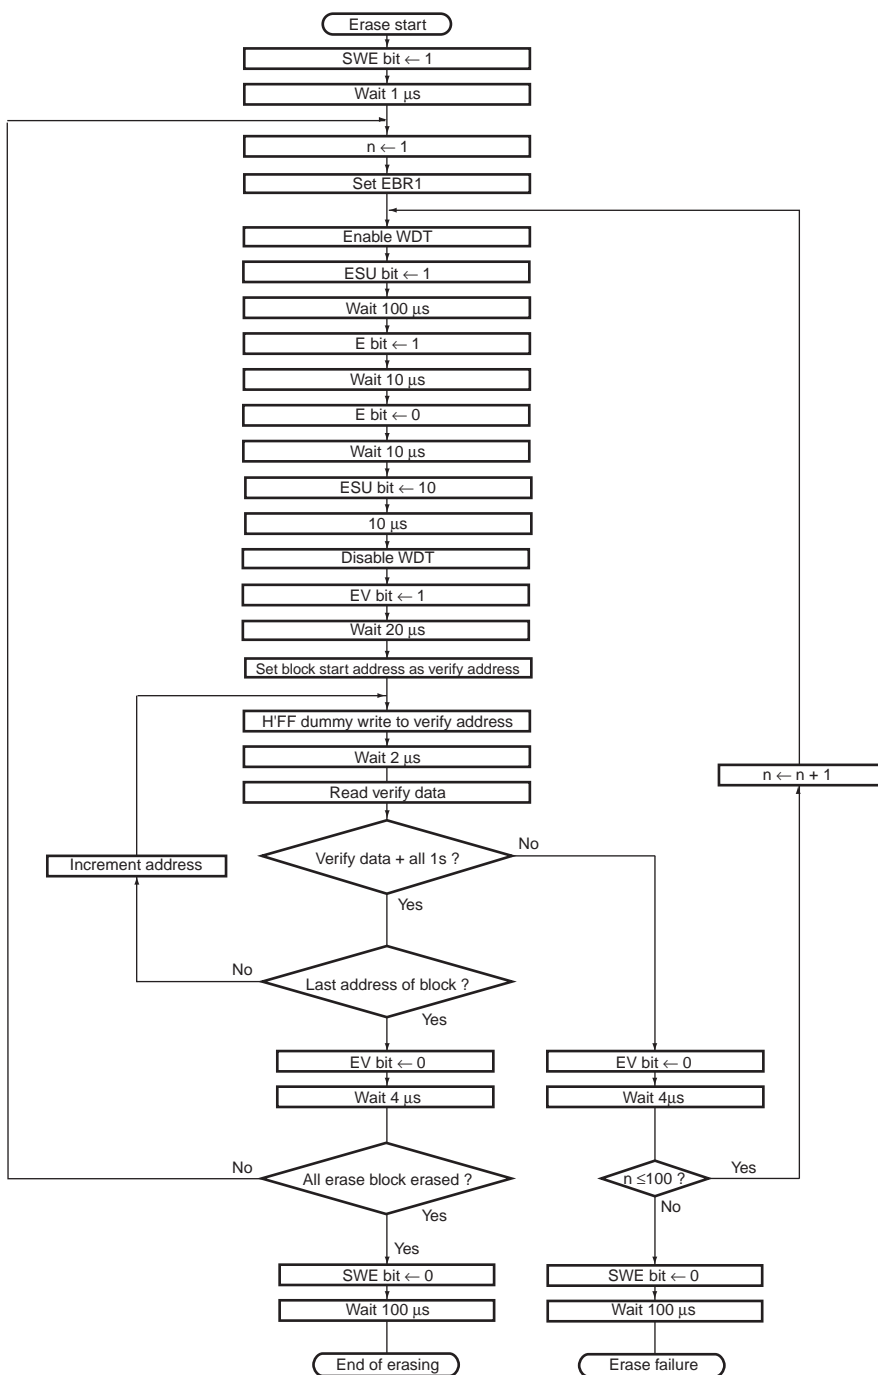 Erase start
SWE bit ← 1
Wait 1 μs
n ← 1
Set EBR1
Enable WDT
ESU bit ← 1
Wait 100 μs
E bit ← 1
Wait 10 μs
E bit ← 0
Wait 10 μs
ESU bit ← 10
10 μs
Disable WDT
EV bit ← 1
Wait 20 μs
Set block start address as verify address
H'FF dummy write to verify address
Wait 2 μs
n ← n + 1
Read verify data
No
Verify data + all 1s ?
Increment address
Yes
No
Last address of block ?
Yes
EV bit ← 0
EV bit ← 0
Wait 4 μs
Wait 4μs
No
All erase block erased ?
n ≤100 ?
Yes
Yes
No
Yes
SWE bit ← 0
SWE bit ← 0
Wait 100 μs
Wait 100 μs
End of erasing
Erase failure